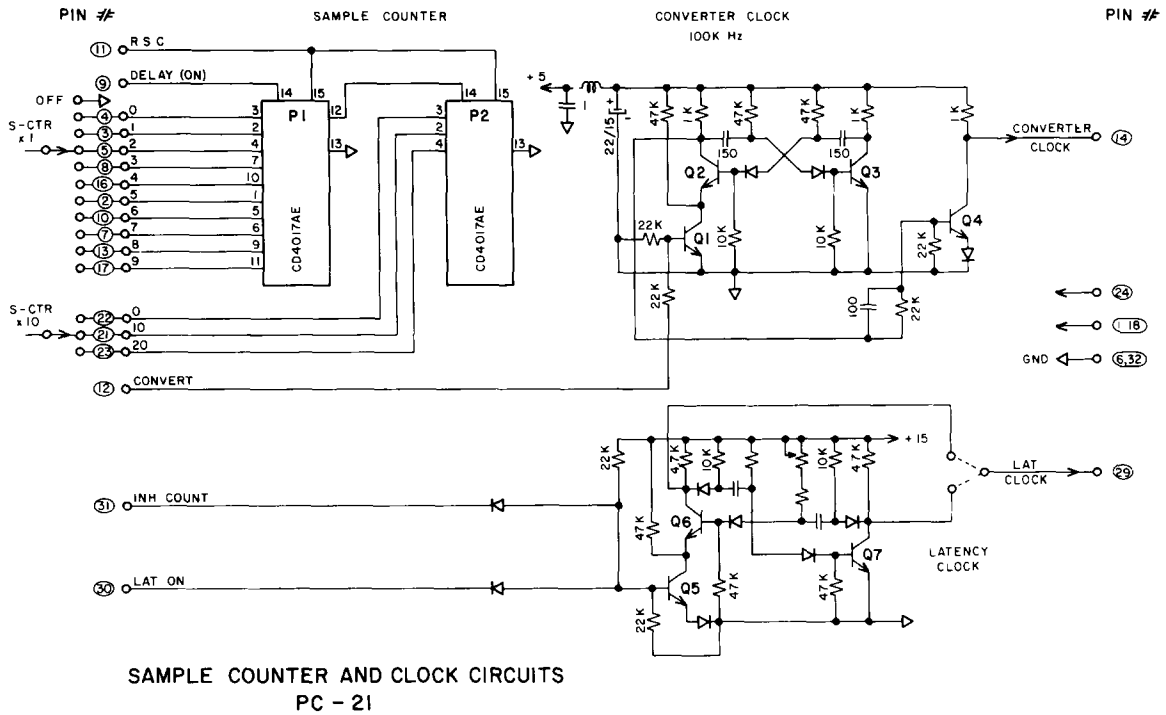 PIN #
SAMPLE COUNTER
CONVERTER CLOCK
100K Hz
PIN #
11 RSC
9 DELAY (ON)
OFF
S-CTR
x 1
4 0
3 1
5 2
8 3
16 4
2 5
10 6
7 7
13 8
17 9
14
15
3
2
4
7
10
1
5
6
9
11
12
13
P1
CD4017AE
14
15
3
2
4
13
P2
CD4017AE
S-CTR
x 10
22 0
21 10
23 20
12 CONVERT
+ 5
1
22/15
+
-
47K
1K
47K
47K
1K
1K
150
150
Q2
Q3
22K
Q1
10K
10K
22K
Q4
22K
100
22K
CONVERTER
CLOCK
14
24
1 18
GND 6,32
+15
22K
4.7K
10K
10K
47K
31 INH COUNT
47K
Q6
Q7
30 LAT ON
Q5
22K
47K
47K
LAT
CLOCK
29
LATENCY
CLOCK
SAMPLE COUNTER AND CLOCK CIRCUITS
PC - 21